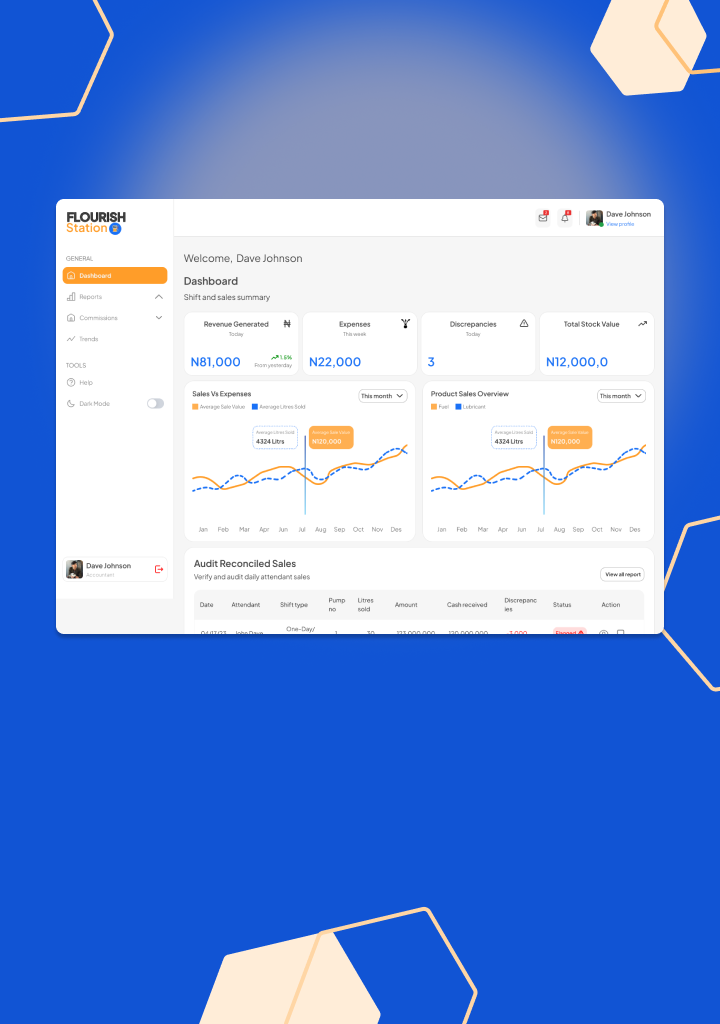 FLOURISH
Station
GENERAL
Dashboard
Reports
Commissions
Trends
TOOLS
Help
Dark Mode
Dave Johnson
Accountant
Dave Johnson
View profile
Welcome, Dave Johnson
Dashboard
Shift and sales summary
Revenue Generated
Today
N81,000
1.5%
From yesterday
Expenses
This week
N22,000
Discrepancies
Today
3
Total Stock Value
N12,000,0
Sales Vs Expenses
This month
Average Sale Value
Average Litres Sold
Average Litres Sold
4324 Litrs
Average Sale Value
N120,000
Jan Feb Mar Apr Jun Jul Aug Sep Oct Nov Des
Product Sales Overview
This month
Fuel
Lubricant
Average Litres Sold
4324 Litrs
Average Sale Value
N120,000
Jan Feb Mar Apr Jun Jul Aug Sep Oct Nov Des
Audit Reconciled Sales
Verify and audit daily attendant sales
View all report
Date Attendant Shift type Pump no Litres sold Amount Cash received Discrepanc ies Status Action
One-Day/
John Dave 1 30 123,000,000 120,000,000 -3,000 Flagged